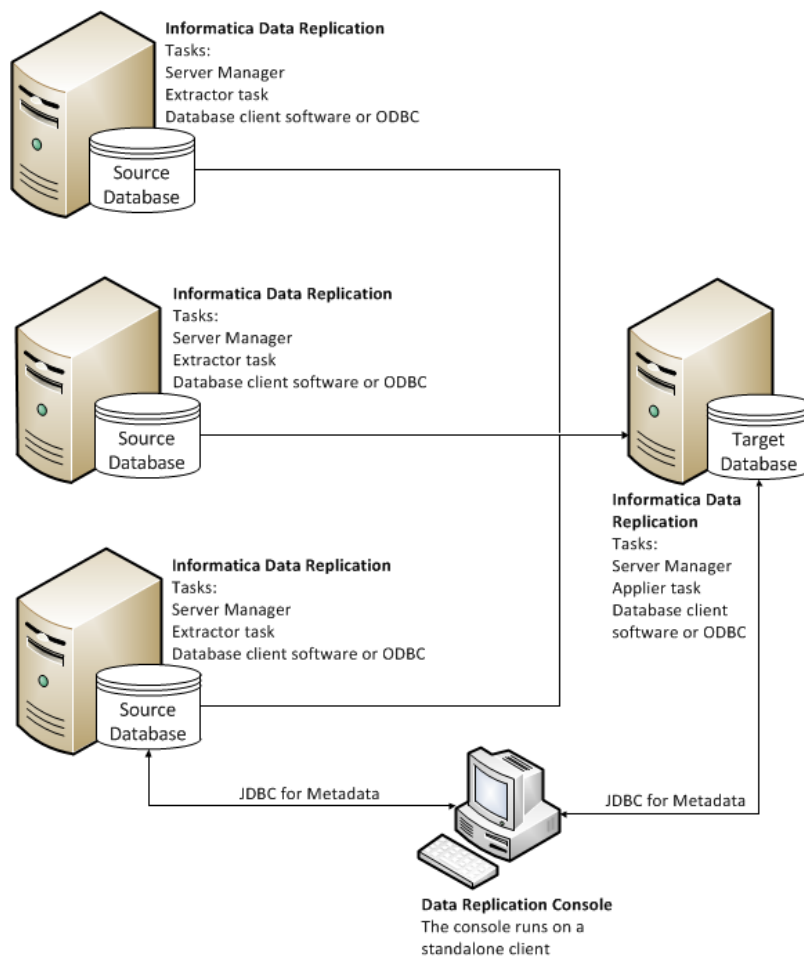 Informatica Data Replication
Tasks:
Server Manager
Extractor task
Database client software or ODBC
Source
Database
Informatica Data Replication
Tasks:
Server Manager
Extractor task
Database client software or ODBC
Source
Database
Target
Database
Informatica Data
Replication
Tasks:
Server Manager
Applier task
Database client
software or ODBC
Informatica Data Replication
Tasks:
Server Manager
Extractor task
Database client software or ODBC
Source
Database
JDBC for Metadata
JDBC for Metadata
Data Replication Console
The console runs on a
standalone client